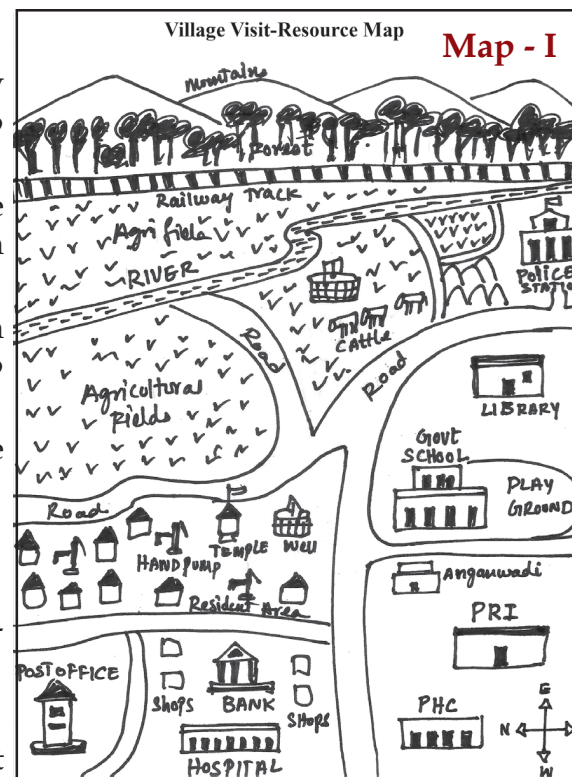 Village Visit-Resource Map
Map - I
Mountains
Forest
Railway Track
Agri field
RIVER
POLICE
STATION
CATTLE
Road
Road
Agricultural
Fields
LIBRARY
Govt
SCHOOL
PLAY
GROUND
Road
TEMPLE
WELL
HAND PUMP
Anganwadi
Resident Area
PRI
POST OFFICE
SHOPS
BANK
SHOPS
PHC
HOSPITAL
E
N
W